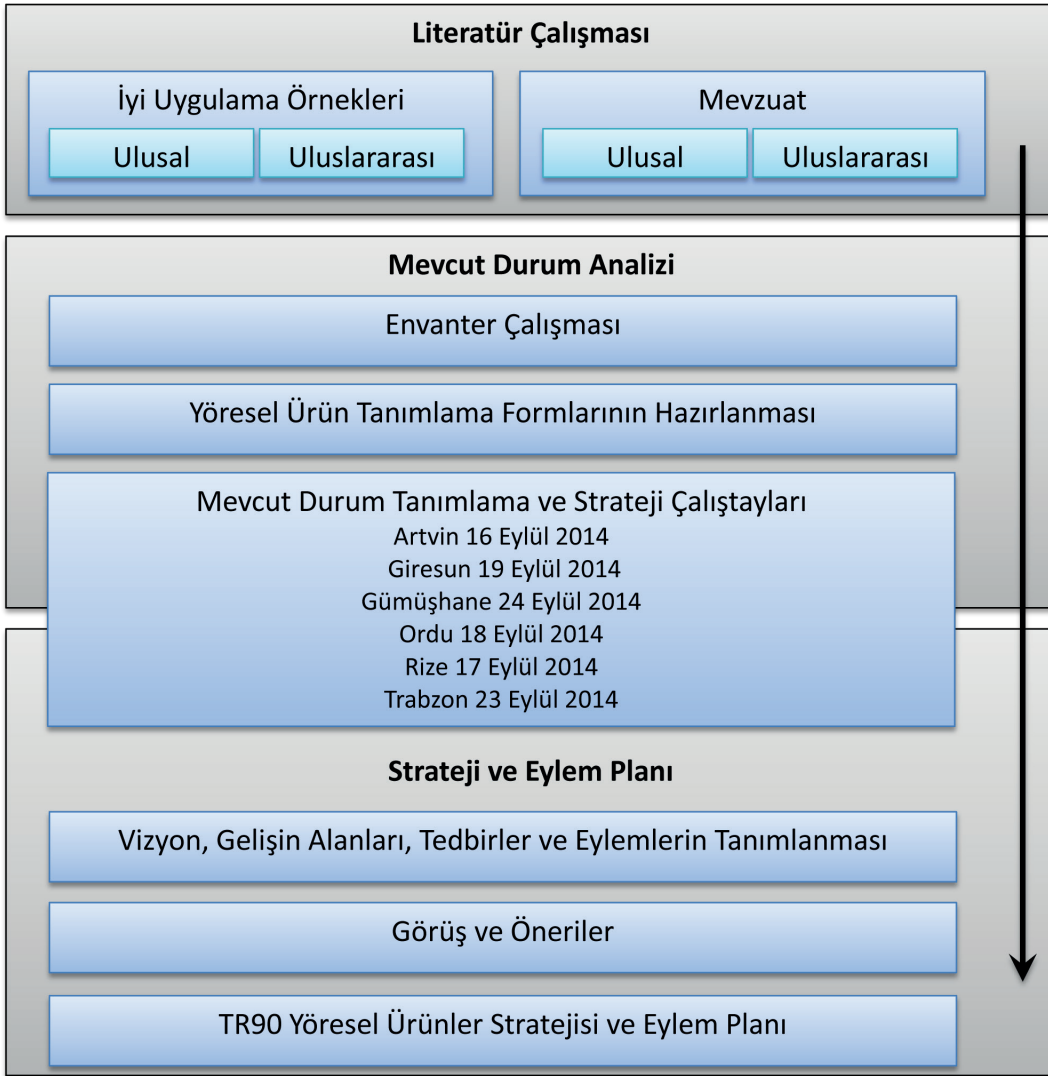 Literatür Çalışması
İyi Uygulama Örnekleri
Ulusal
Uluslararası
Mevzuat
Ulusal
Uluslararası
Mevcut Durum Analizi
Envanter Çalışması
Yöresel Ürün Tanımlama Formlarının Hazırlanması
Mevcut Durum Tanımlama ve Strateji Çalıştayları
Artvin 16 Eylül 2014
Giresun 19 Eylül 2014
Gümüşhane 24 Eylül 2014
Ordu 18 Eylül 2014
Rize 17 Eylül 2014
Trabzon 23 Eylül 2014
Strateji ve Eylem Planı
Vizyon, Gelişin Alanları, Tedbirler ve Eylemlerin Tanımlanması
Görüş ve Öneriler
TR90 Yöresel Ürünler Stratejisi ve Eylem Planı